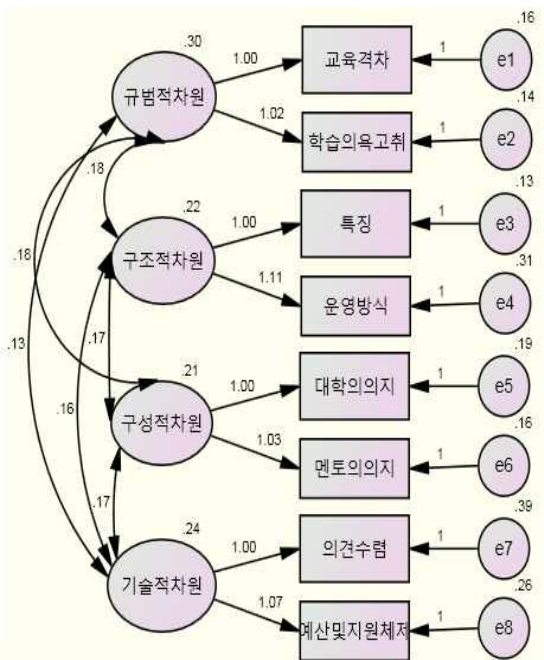 .16
.30
1.00
교육격차
1
e1
규범적차원
.14
1.02
학습의욕고취
1
e2
.18
.18
.13
.22
1.00
특징
1
e3
구조적차원
.31
1.11
운영방식
1
e4
.18
.17
.13
.19
.21
1.00
대학의의지
1
e5
.16
구성적차원
.16
1.03
멘토의의지
1
e6
.17
.39
.24
1.00
의견수렴
1
e7
기술적차원
.26
1.07
예산및지원체제
1
e8